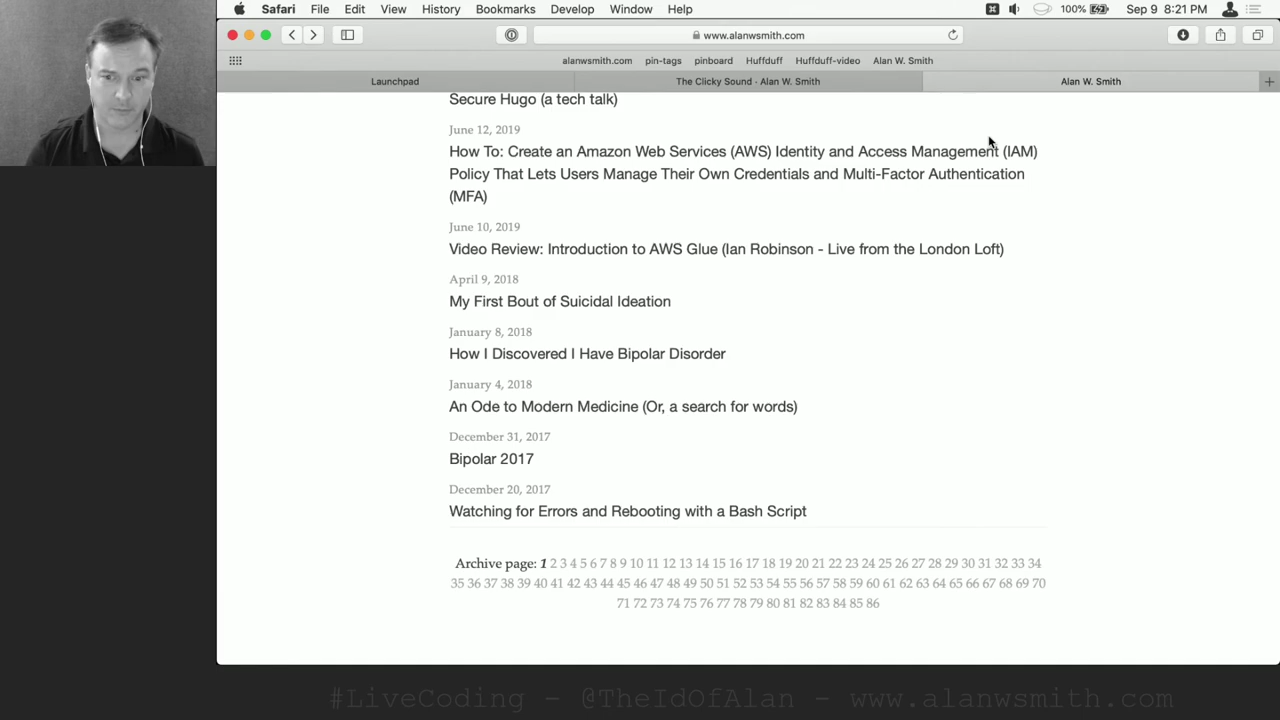 Safari File Edit View History Bookmarks Develop Window Help 100% Sep 9 8:21 PM
www.alanwsmith.com
alanwsmith.com pin-tags pinboard Huffduff Huffduff-video Alan W. Smith
Launchpad The Clicky Sound · Alan W. Smith Alan W. Smith
Secure Hugo (a tech talk)
June 12, 2019
How To: Create an Amazon Web Services (AWS) Identity and Access Management (IAM)
Policy That Lets Users Manage Their Own Credentials and Multi-Factor Authentication
(MFA)
June 10, 2019
Video Review: Introduction to AWS Glue (Ian Robinson - Live from the London Loft)
April 9, 2018
My First Bout of Suicidal Ideation
January 8, 2018
How I Discovered I Have Bipolar Disorder
January 4, 2018
An Ode to Modern Medicine (Or, a search for words)
December 31, 2017
Bipolar 2017
December 20, 2017
Watching for Errors and Rebooting with a Bash Script
Archive page: 1 2 3 4 5 6 7 8 9 10 11 12 13 14 15 16 17 18 19 20 21 22 23 24 25 26 27 28 29 30 31 32 33 34
35 36 37 38 39 40 41 42 43 44 45 46 47 48 49 50 51 52 53 54 55 56 57 58 59 60 61 62 63 64 65 66 67 68 69 70
71 72 73 74 75 76 77 78 79 80 81 82 83 84 85 86
#LiveCoding - @TheIdOfAlan - www.alanwsmith.com